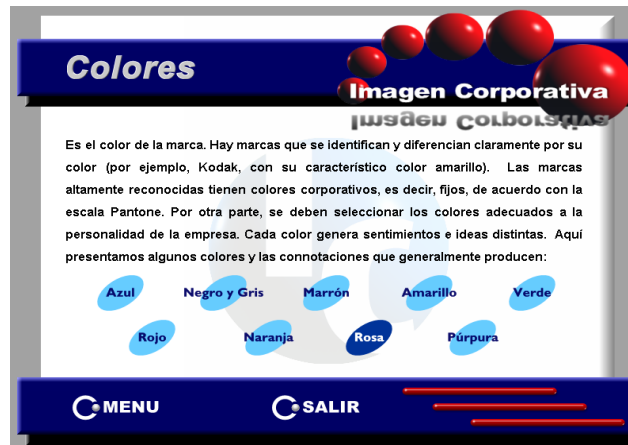 Colores
Imagen Corporativa
Imagen Corporativa
Es el color de la marca. Hay marcas que se identifican y diferencian claramente por su
color (por ejemplo, Kodak, con su característico color amarillo). Las marcas
altamente reconocidas tienen colores corporativos, es decir, fijos, de acuerdo con la
escala Pantone. Por otra parte, se deben seleccionar los colores adecuados a la
personalidad de la empresa. Cada color genera sentimientos e ideas distintas. Aquí
presentamos algunos colores y las connotaciones que generalmente producen:
Azul Negro y Gris Marrón Amarillo Verde
Rojo Naranja Rosa Púrpura
MENU SALIR